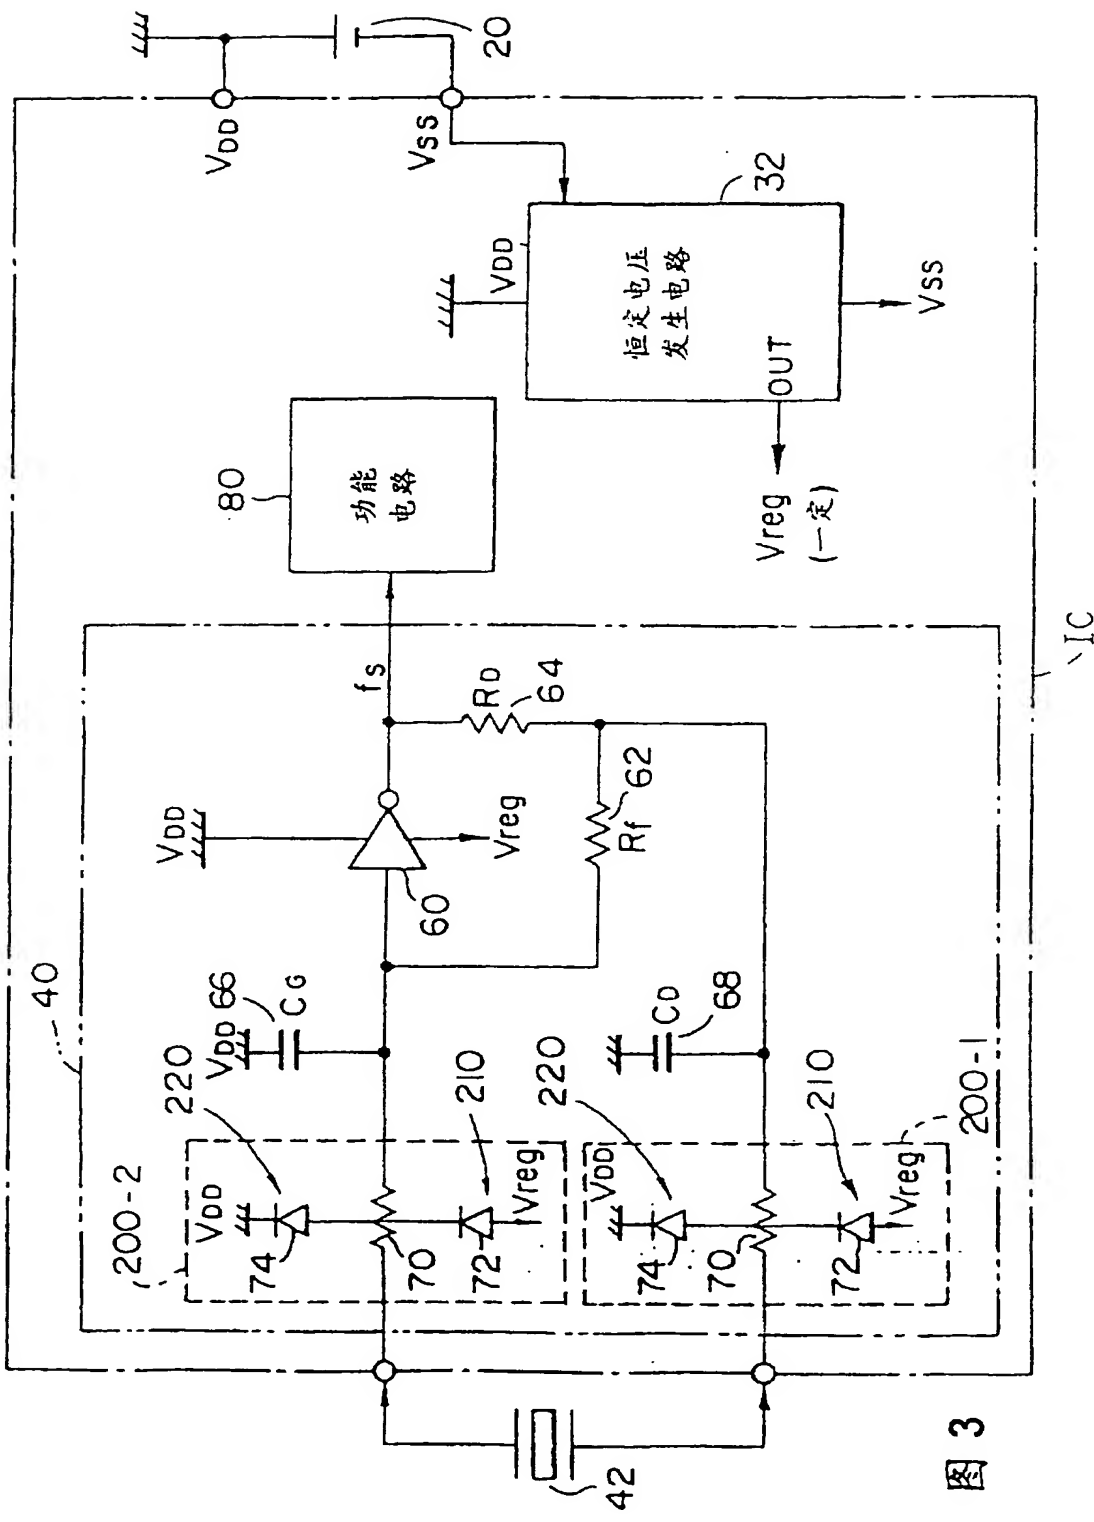 40
200-2
220
VDD
74
70
210
72
Vreg
VDD
66
CG
VDD
60
Vreg
fs
RD
64
Rf
62
220
VDD
74
70
210
72
Vreg
200-1
CD
68
42
80
功能
电路
VDD
恒定电压
发生电路
OUT
32
Vreg
(一定)
VSS
VDD
VSS
20
IC
图 3